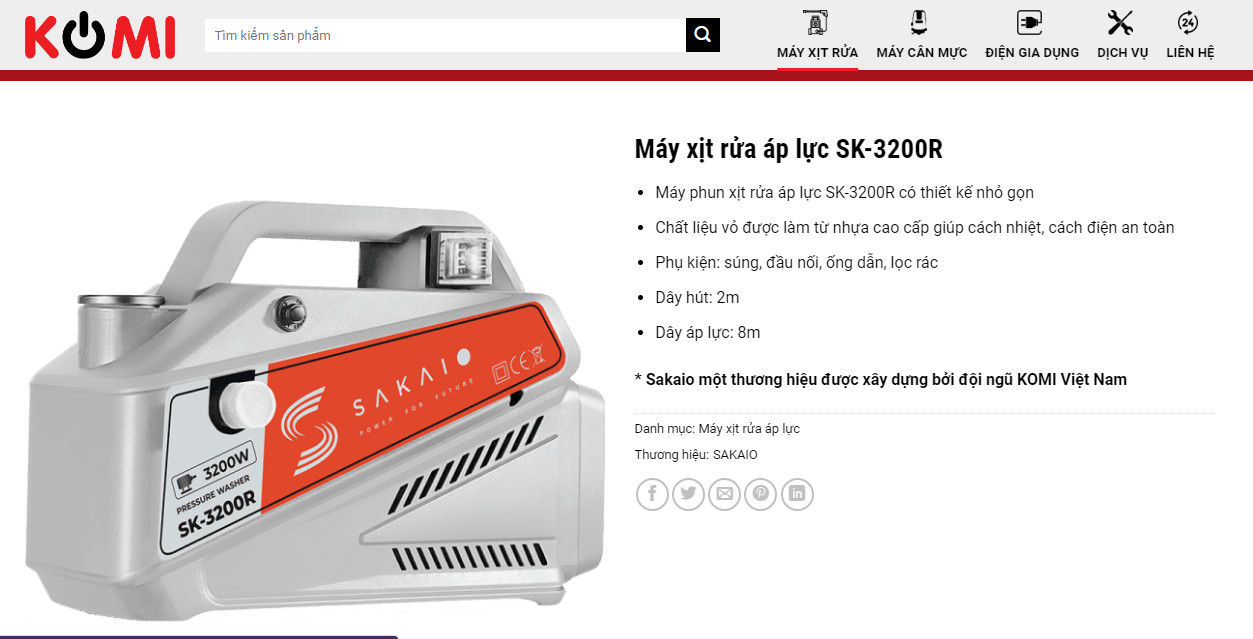 KOMI
Tìm kiếm sản phẩm
24
MÁY XỊT RỬA
MÁY CÂN MỰC
ĐIỆN GIA DỤNG
DỊCH VỤ
LIÊN HỆ
Máy xịt rửa áp lực SK-3200R
• Máy phun xịt rửa áp lực SK-3200R có thiết kế nhỏ gọn
• Chất liệu vỏ được làm từ nhựa cao cấp giúp cách nhiệt, cách điện an toàn
• Phụ kiện: súng, đầu nối, ống dẫn, lọc rác
• Dây hút: 2m
• Dây áp lực: 8m
* Sakaio một thương hiệu được xây dựng bởi đội ngũ KOMI Việt Nam
Danh mục: Máy xịt rửa áp lực
Thương hiệu: SAKAIO
SAKAIO
POWER FOR FUTURE
CE
3200W
PRESSURE WASHER
SK-3200R